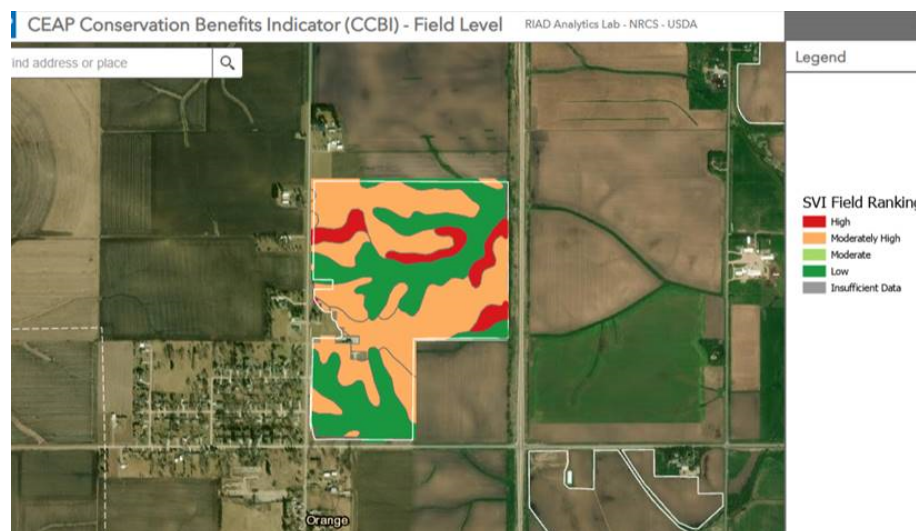 CEAP Conservation Benefits Indicator (CCBI) - Field Level
RIAD Analytics Lab - NRCS - USDA
ind address or place
Legend
SVI Field Ranking
High
Moderately High
Moderate
Low
Insufficient Data
Orange